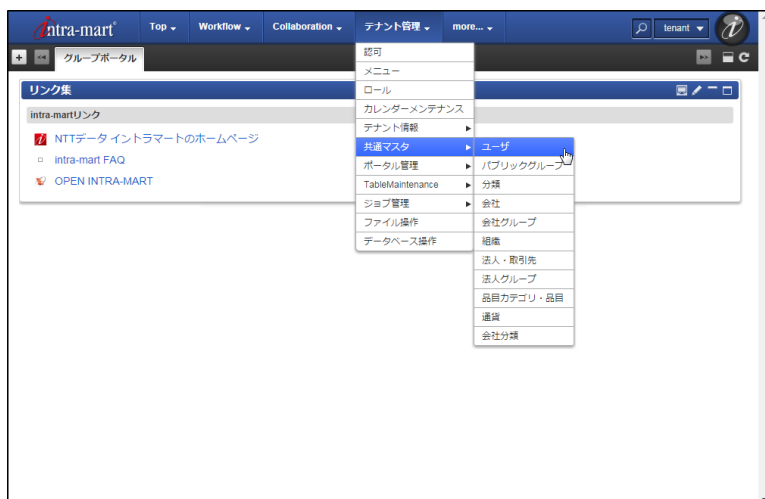 intra-mart
Top
Workflow
Collaboration
テナント管理
more...
tenant
グループポータル
リンク集
intra-martリンク
NTTデータ イントラマートのホームページ
intra-mart FAQ
OPEN INTRA-MART
認可
メニュー
ロール
カレンダーメンテナンス
テナント情報
共通マスタ
ポータル管理
TableMaintenance
ジョブ管理
ファイル操作
データベース操作
ユーザ
パブリックグループ
分類
会社
会社グループ
組織
法人・取引先
法人グループ
品目カテゴリ・品目
通貨
会社分類